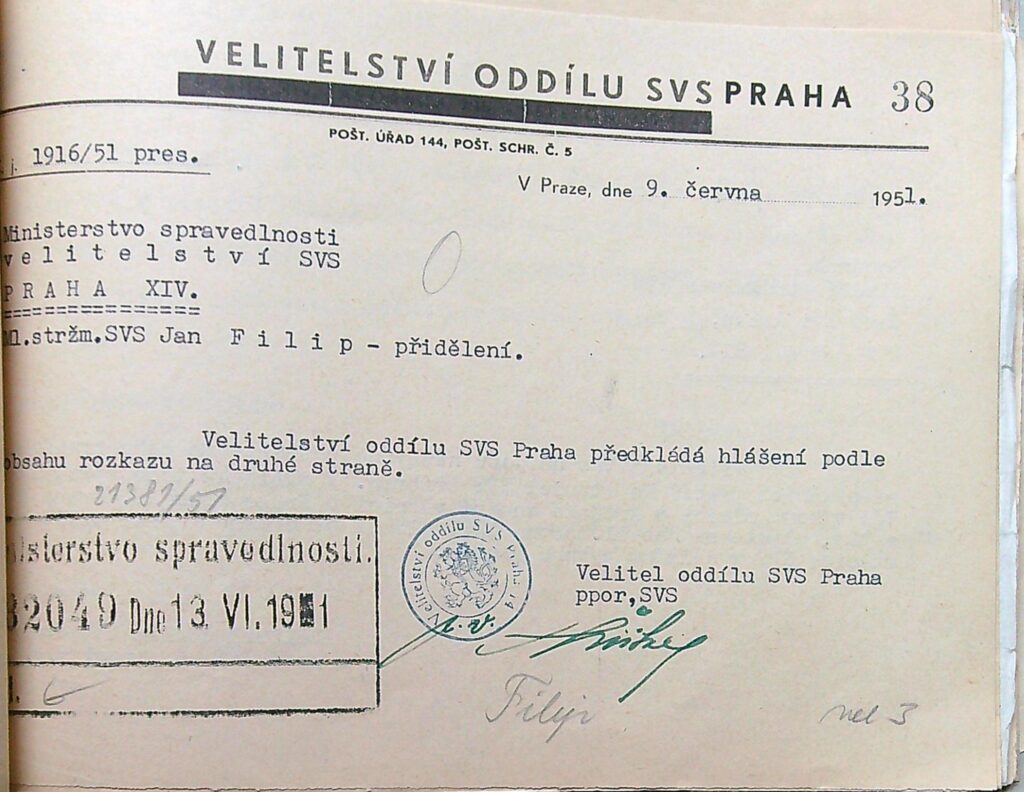 VELITELSTVÍ ODDÍLU SVS PRAHA 38
POŠT. ÚŘAD 144, POŠT. SCHR. Č. 5
j. 1916/51 pres.
V Praze, dne 9. června 1951.
Ministerstvo spravedlnosti
velitelství SVS
PRAHA XIV.
Ml.stržm.SVS Jan Filip - přidělení.
Velitelství oddílu SVS Praha předkládá hlášení podle
obsahu rozkazu na druhé straně.
21381/51
nisterstvo spravedlnosti.
32049 Dne 13. VI. 1951
Velitelství oddílu SVS Praha 14
Velitel oddílu SVS Praha
ppor,SVS
Filip